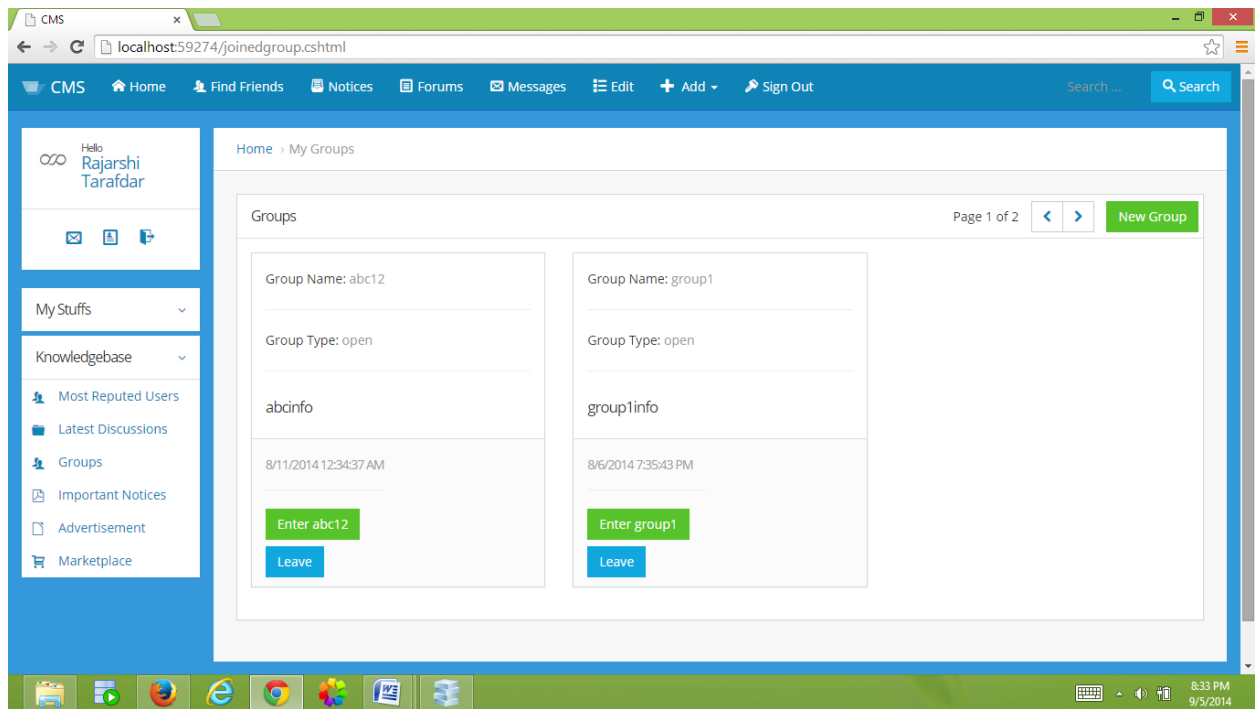 CMS
localhost:59274/joinedgroup.cshtml
CMS Home Find Friends Notices Forums Messages Edit Add Sign Out Search ... Search
Hello
Rajarshi
Tarafdar
My Stuffs
Knowledgebase
Most Reputed Users
Latest Discussions
Groups
Important Notices
Advertisement
Marketplace
Home › My Groups
Groups
Page 1 of 2
New Group
Group Name: abc12
Group Type: open
abcinfo
8/11/2014 12:34:37 AM
Enter abc12
Leave
Group Name: group1
Group Type: open
group1info
8/6/2014 7:35:43 PM
Enter group1
Leave
8:33 PM
9/5/2014